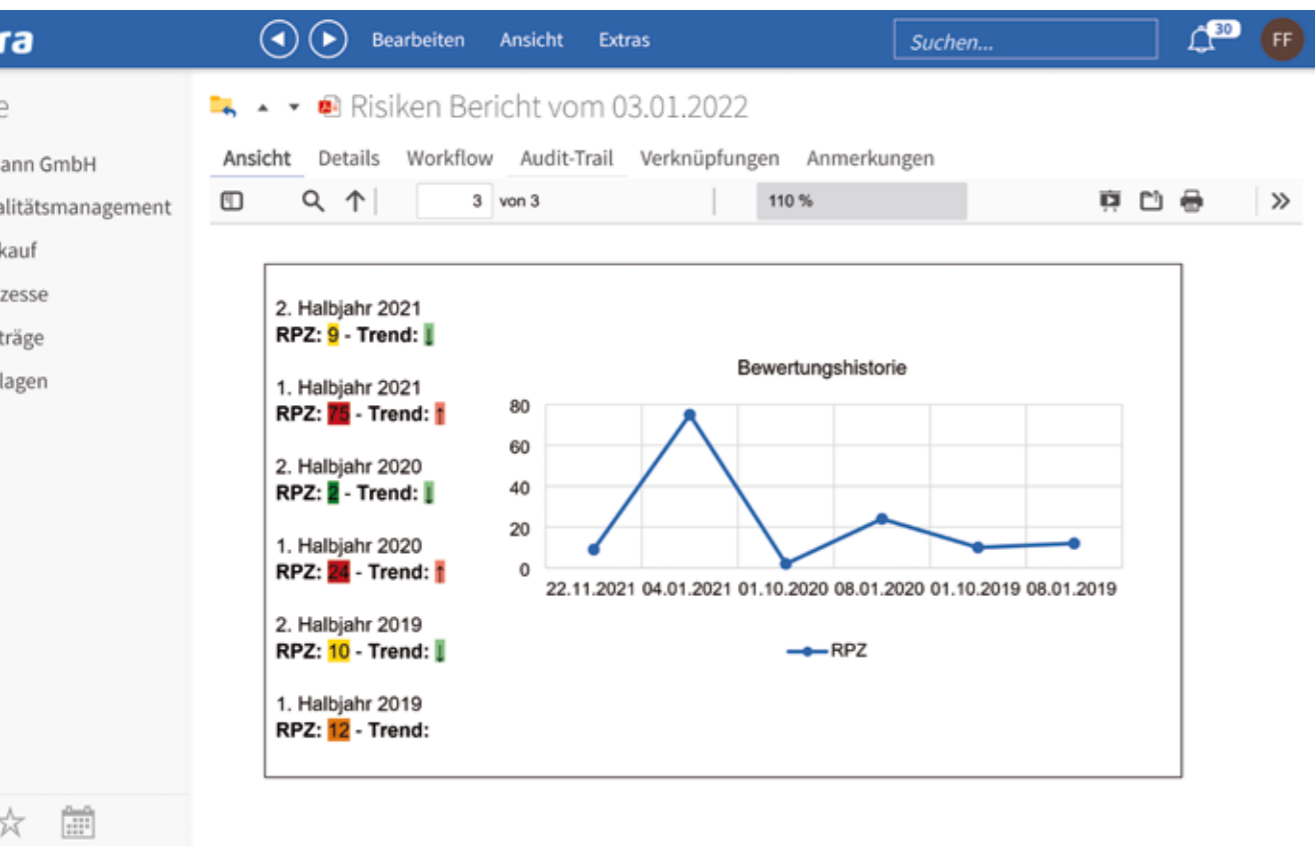 ra
Bearbeiten Ansicht Extras
Suchen...
30
FF
e
Risiken Bericht vom 03.01.2022
ann GmbH
Ansicht Details Workflow Audit-Trail Verknüpfungen Anmerkungen
alitätsmanagement
3 von 3
110 %
kauf
zesse
träge
lagen
2. Halbjahr 2021
RPZ: 9 - Trend: ↓
1. Halbjahr 2021
RPZ: 75 - Trend: ↑
2. Halbjahr 2020
RPZ: 2 - Trend: ↓
1. Halbjahr 2020
RPZ: 24 - Trend: ↑
2. Halbjahr 2019
RPZ: 10 - Trend: ↓
1. Halbjahr 2019
RPZ: 12 - Trend:
Bewertungshistorie
80
60
40
20
0
22.11.2021 04.01.2021 01.10.2020 08.01.2020 01.10.2019 08.01.2019
RPZ